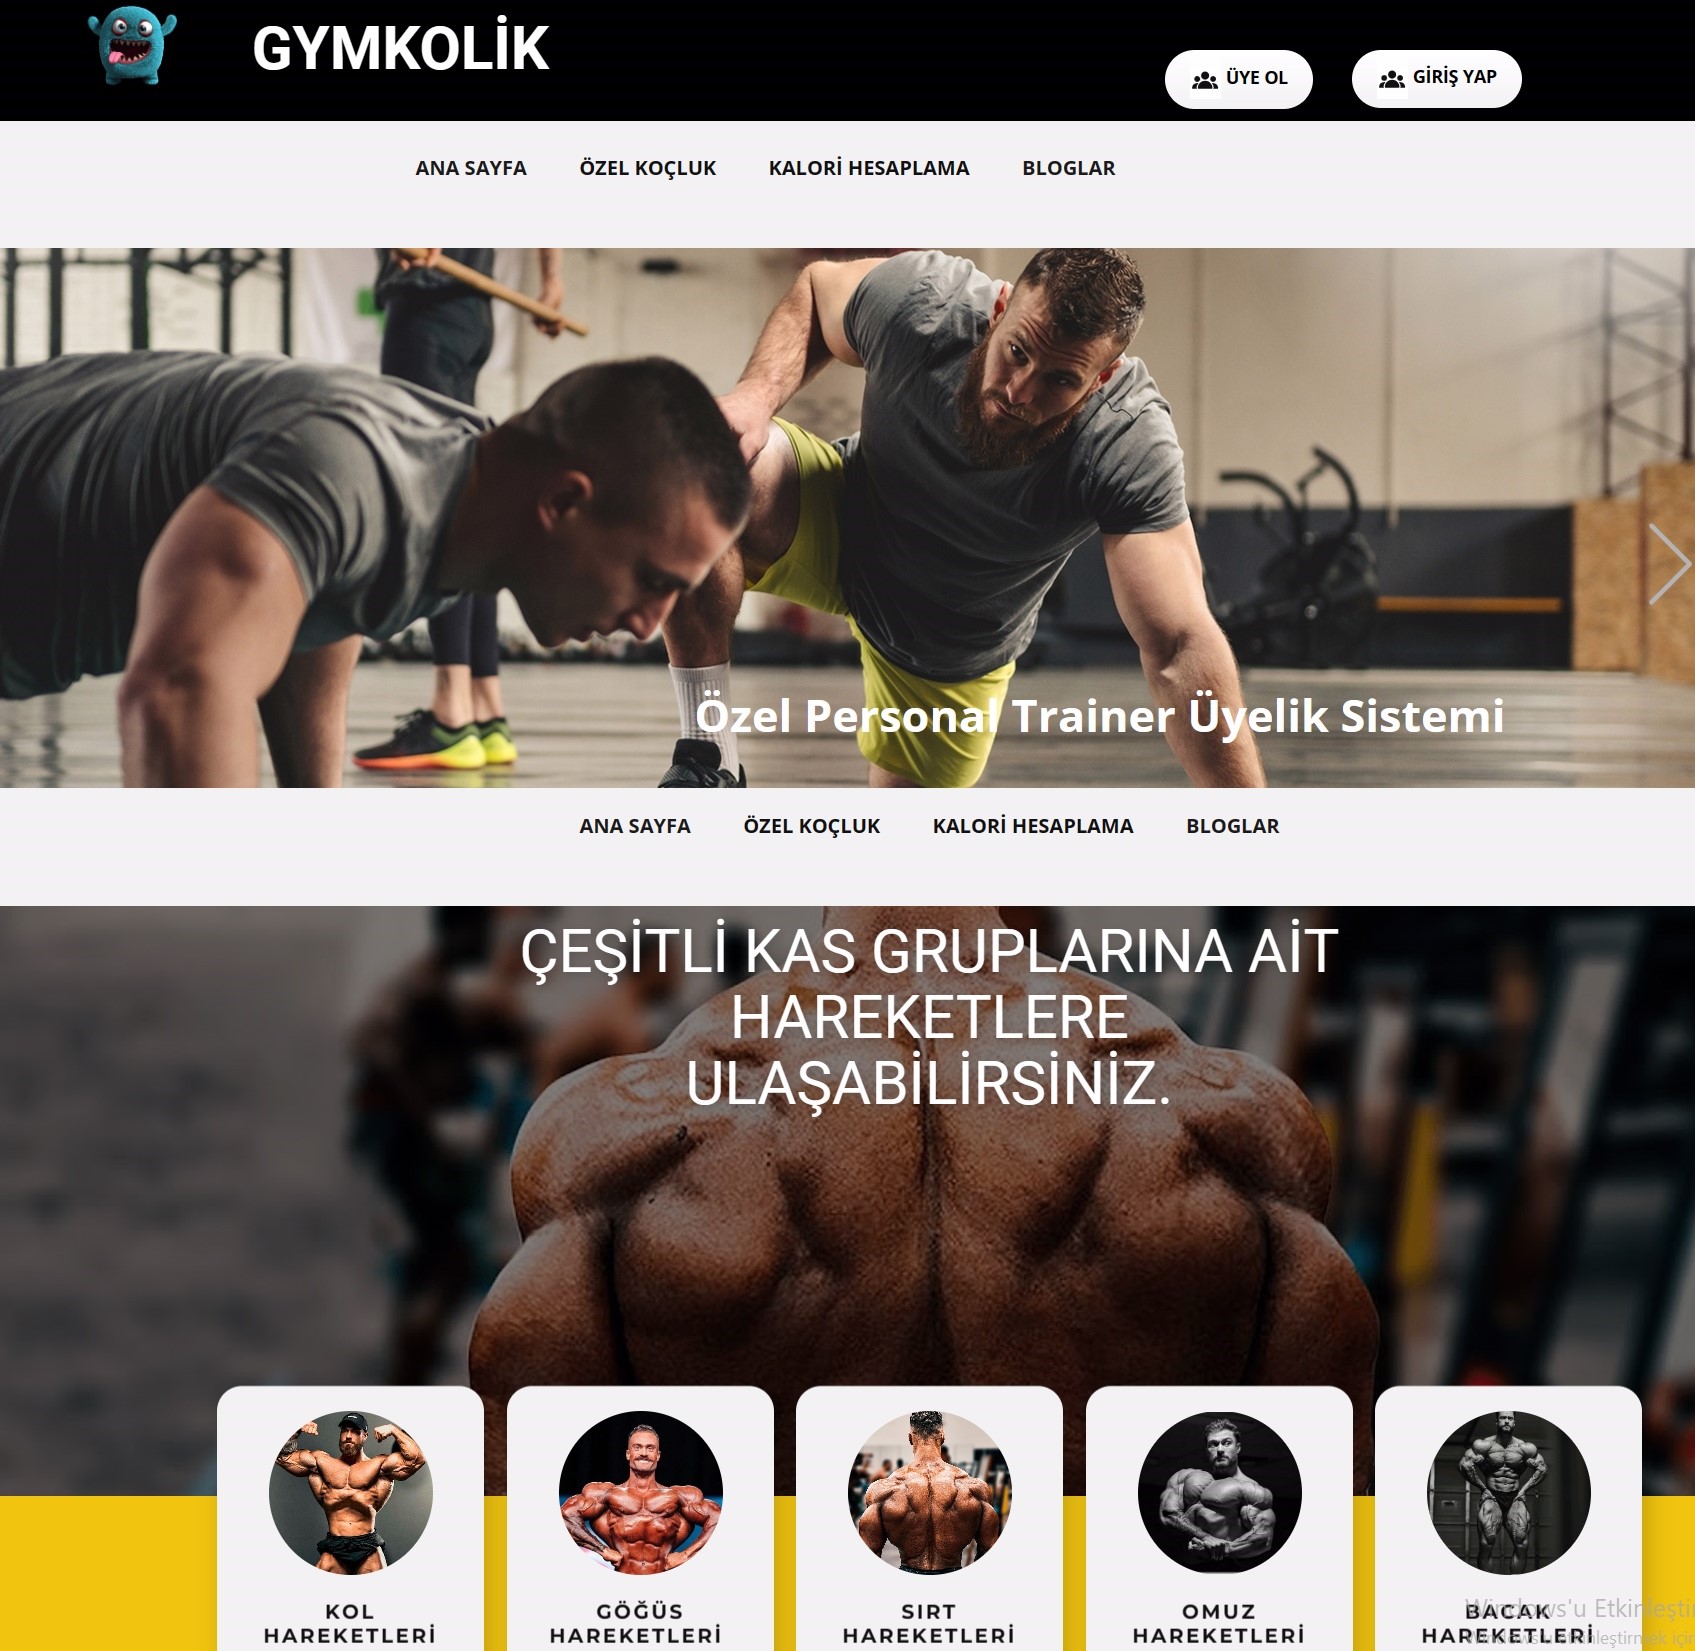 GYMKOLİK
ÜYE OL
GİRİŞ YAP
ANA SAYFA ÖZEL KOÇLUK KALORİ HESAPLAMA BLOGLAR
Özel Personal Trainer Üyelik Sistemi
ANA SAYFA ÖZEL KOÇLUK KALORİ HESAPLAMA BLOGLAR
ÇEŞİTLİ KAS GRUPLARINA AİT
HAREKETLERE
ULAŞABİLİRSİNİZ.
KOL
HAREKETLERİ
GÖĞÜS
HAREKETLERİ
SIRT
HAREKETLERİ
OMUZ
HAREKETLERİ
BACAK
HAREKETLERİ
Windows'u Etkinleştir